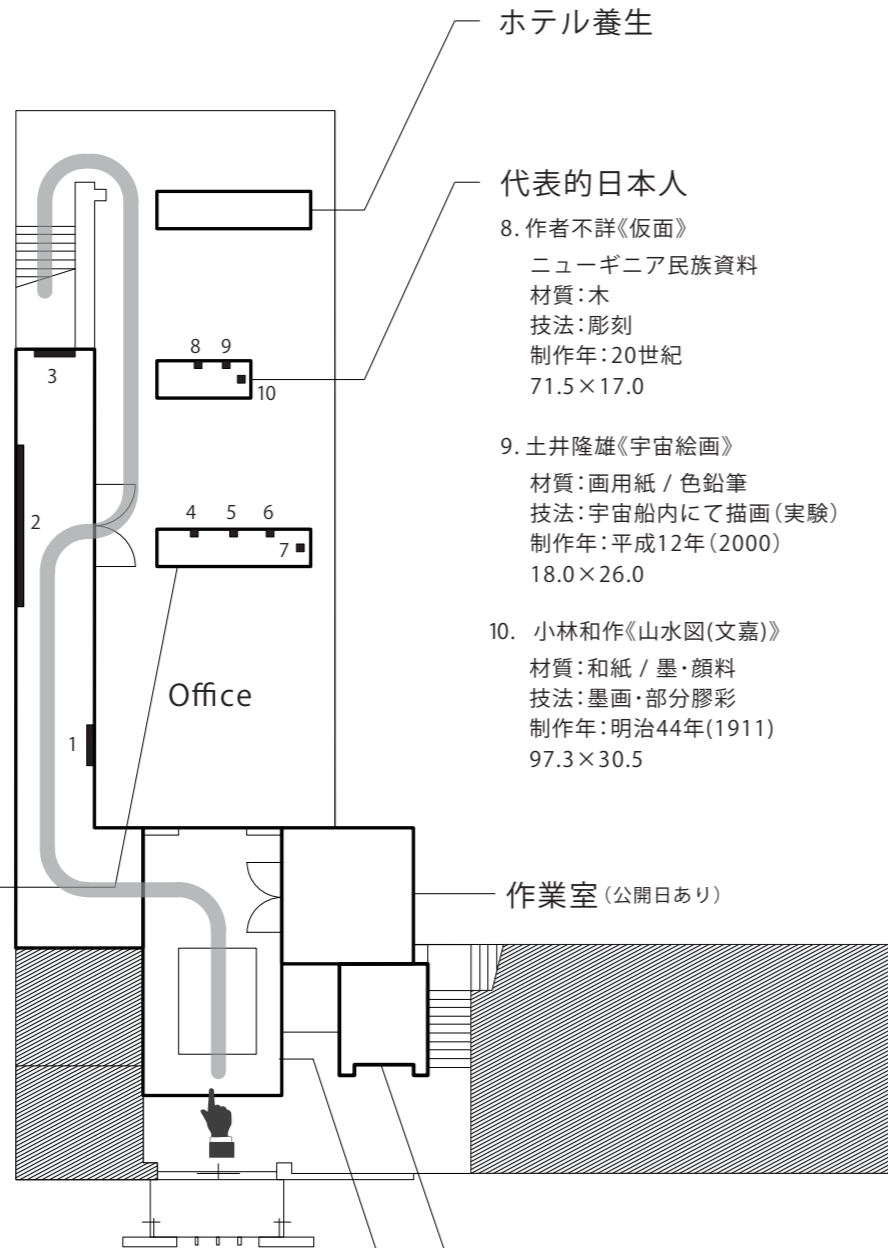 ホテル養生
代表的日本人
8. 作者不詳《仮面》
ニューギニア民族資料
材質：木
技法：彫刻
制作年：20世紀
71.5×17.0
9. 土井隆雄《宇宙絵画》
材質：画用紙 / 色鉛筆
技法：宇宙船内にて描画（実験）
制作年：平成12年（2000）
18.0×26.0
10. 小林和作《山水図(文嘉)》
材質：和紙 / 墨・顔料
技法：墨画・部分膠彩
制作年：明治44年(1911)
97.3×30.5
8 9
10
3
4 5 6
7
2
Office
1
作業室（公開日あり）